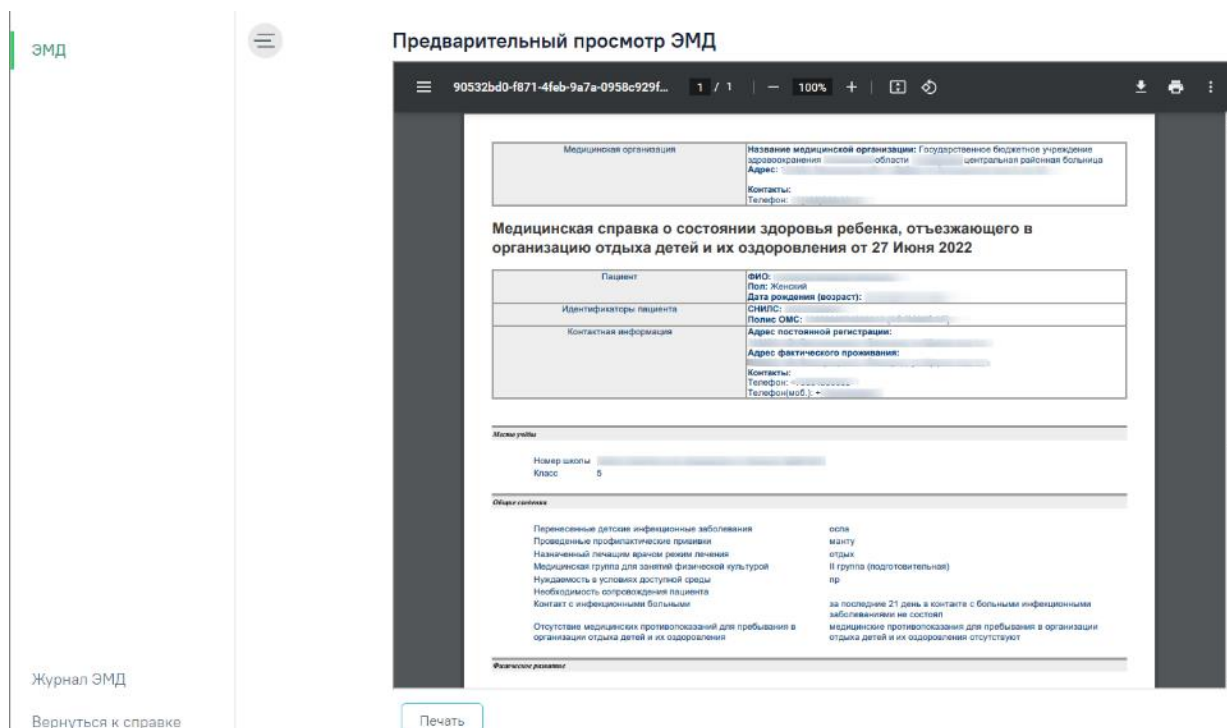 ЭМД
Предварительный просмотр ЭМД
90532bd0-f871-4feb-9a7a-0958c929f... 1 / 1 | − 100% + |
Медицинская организация
Название медицинской организации: Государственное бюджетное учреждение
здравоохранения области центральная районная больница
Адрес:
Контакты:
Телефон:
Медицинская справка о состоянии здоровья ребенка, отъезжающего в
организацию отдыха детей и их оздоровления от 27 Июня 2022
Пациент
ФИО:
Пол: Женский
Дата рождения (возраст):
Идентификаторы пациента
СНИЛС:
Полис ОМС:
Контактная информация
Адрес постоянной регистрации:
Адрес фактического проживания:
Контакты:
Телефон:
Телефон(моб.): +
Место учёбы
Номер школы
Класс 5
Общие сведения
Перенесенные детские инфекционные заболевания оспа
Проведенные профилактические прививки манту
Назначенный лечащим врачом режим лечения отдых
Медицинская группа для занятий физической культурой II группа (подготовительная)
Нуждаемость в условиях доступной среды пр
Необходимость сопровождения пациента
Контакт с инфекционными больными за последние 21 день в контакте с больными инфекционными
заболеваниями не состоял
Отсутствие медицинских противопоказаний для пребывания в медицинские противопоказания для пребывания в организации
организации отдыха детей и их оздоровления отдыха детей и их оздоровления отсутствуют
Физическое развитие
Журнал ЭМД
Вернуться к справке
Печать